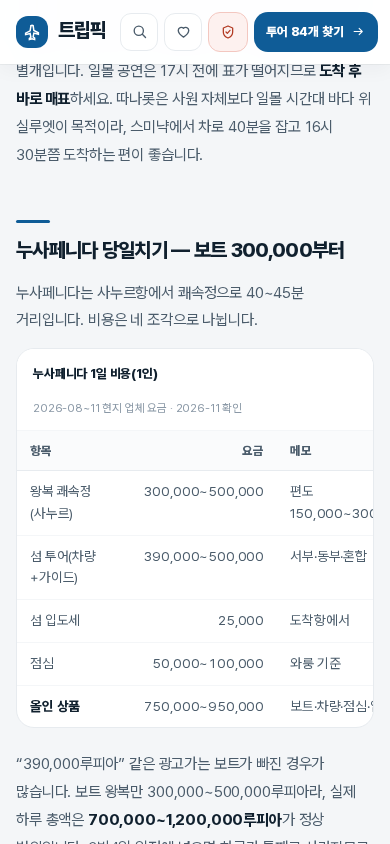 트립픽
투어 84개 찾기 →
별개입니다. 일몰 공연은 17시 전에 표가 떨어지므로 도착 후
바로 매표하세요. 따나롯은 사원 자체보다 일몰 시간대 바다 위
실루엣이 목적이라, 스미냑에서 차로 40분을 잡고 16시
30분쯤 도착하는 편이 좋습니다.
누사페니다 당일치기 — 보트 300,000부터
누사페니다는 사누르항에서 쾌속정으로 40~45분
거리입니다. 비용은 네 조각으로 나뉩니다.
누사페니다 1일 비용(1인)
2026-08~11 현지 업체 요금 · 2026-11 확인
항목 요금 메모
왕복 쾌속정 300,000~500,000 편도
(사누르) 150,000~300
섬 투어(차량 390,000~500,000 서부·동부·혼합
+가이드)
섬 입도세 25,000 도착항에서
점심 50,000~100,000 와룽 기준
올인 상품 750,000~950,000 보트·차량·점심·
“390,000루피아” 같은 광고가는 보트가 빠진 경우가
많습니다. 보트 왕복만 300,000~500,000루피아라, 실제
하루 총액은 700,000~1,200,000루피아가 정상